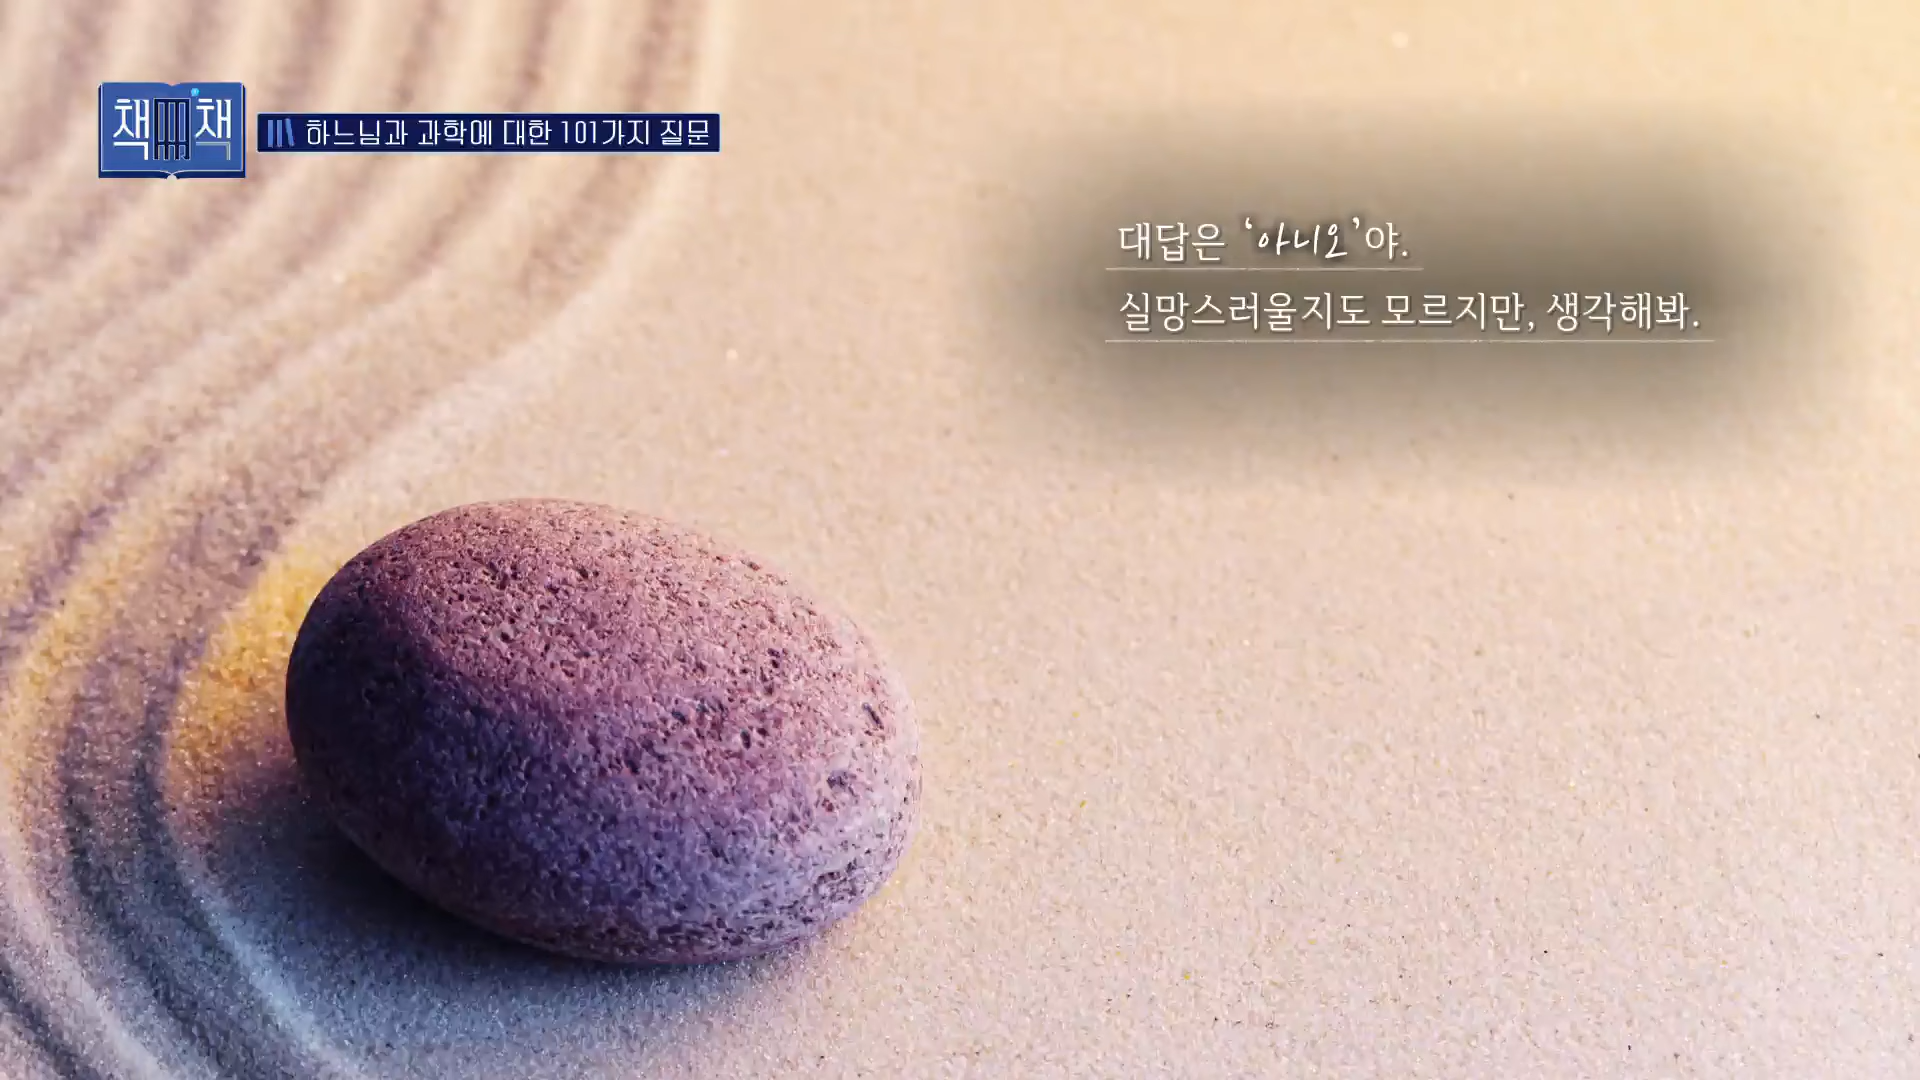 책冊책
하느님과 과학에 대한 101가지 질문
대답은 ‘아니오’야.
실망스러울지도 모르지만, 생각해봐.